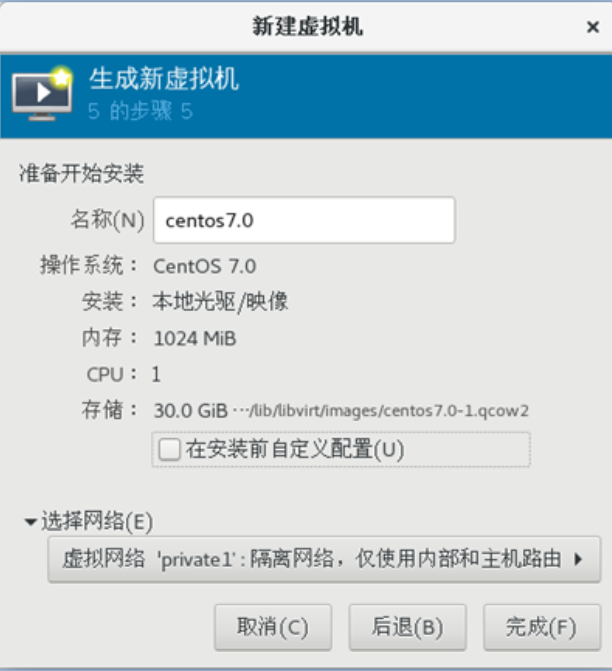 新建虚拟机 ×
生成新虚拟机
5 的步骤 5
准备开始安装
名称(N) centos7.0
操作系统： CentOS 7.0
安装： 本地光驱/映像
内存： 1024 MiB
CPU： 1
存储： 30.0 GiB ···/lib/libvirt/images/centos7.0-1.qcow2
在安装前自定义配置(U)
选择网络(E)
虚拟网络 'private1': 隔离网络，仅使用内部和主机路由
取消(C) 后退(B) 完成(F)